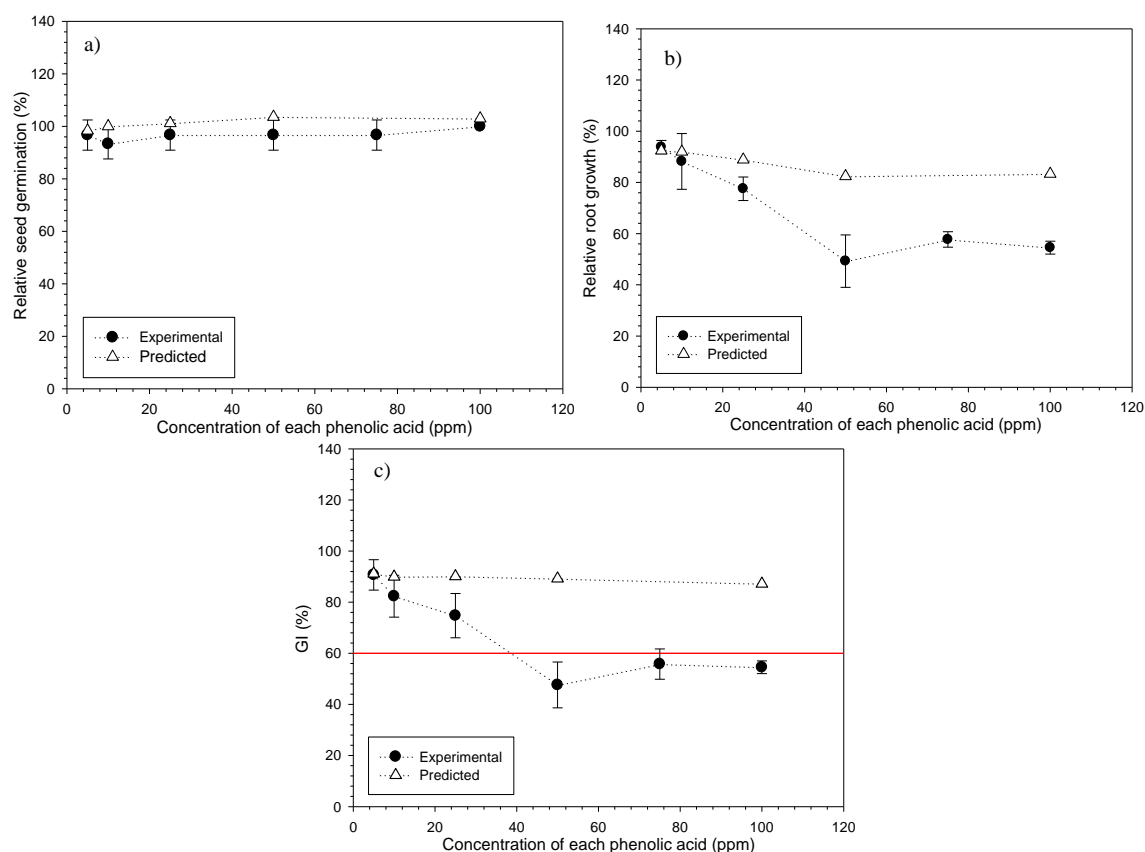 a)
Relative seed germination (%)
140
120
100
80
60
40
20
0
Experimental
Predicted
0 20 40 60 80 100 120
Concentration of each phenolic acid (ppm)
b)
Relative root growth (%)
140
120
100
80
60
40
20
0
Experimental
Predicted
0 20 40 60 80 100 120
Concentration of each phenolic acid (ppm)
c)
GI (%)
140
120
100
80
60
40
20
0
Experimental
Predicted
0 20 40 60 80 100 120
Concentration of each phenolic acid (ppm)